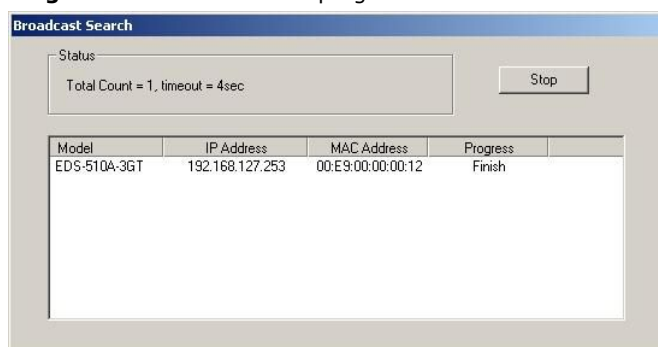 Broadcast Search
Status
Total Count = 1, timeout = 4sec
Stop
Model IP Address MAC Address Progress
EDS-510A-3GT 192.168.127.253 00:E9:00:00:00:12 Finish